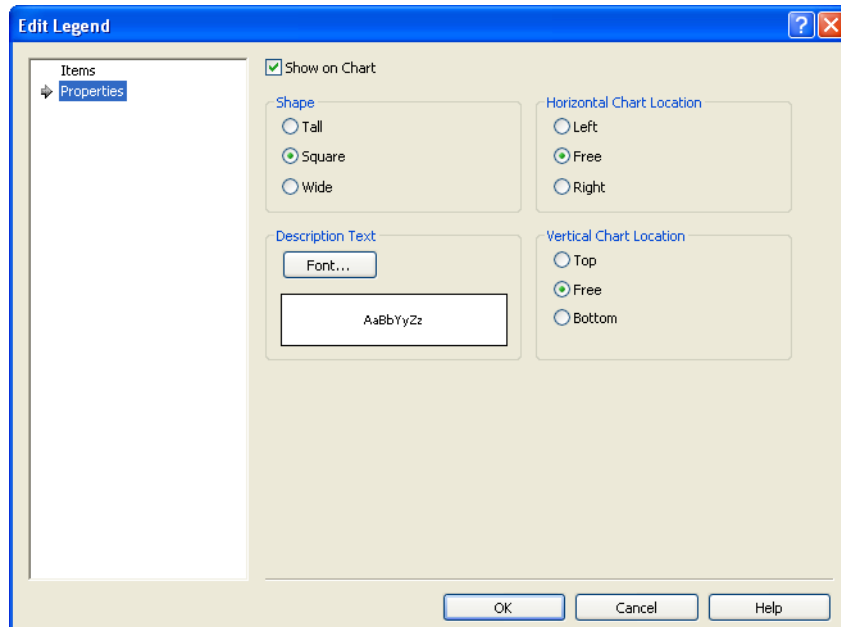 Edit Legend
Items
Properties
Show on Chart
Shape
Tall
Square
Wide
Horizontal Chart Location
Left
Free
Right
Description Text
Font...
AaBbYyZz
Vertical Chart Location
Top
Free
Bottom
OK
Cancel
Help